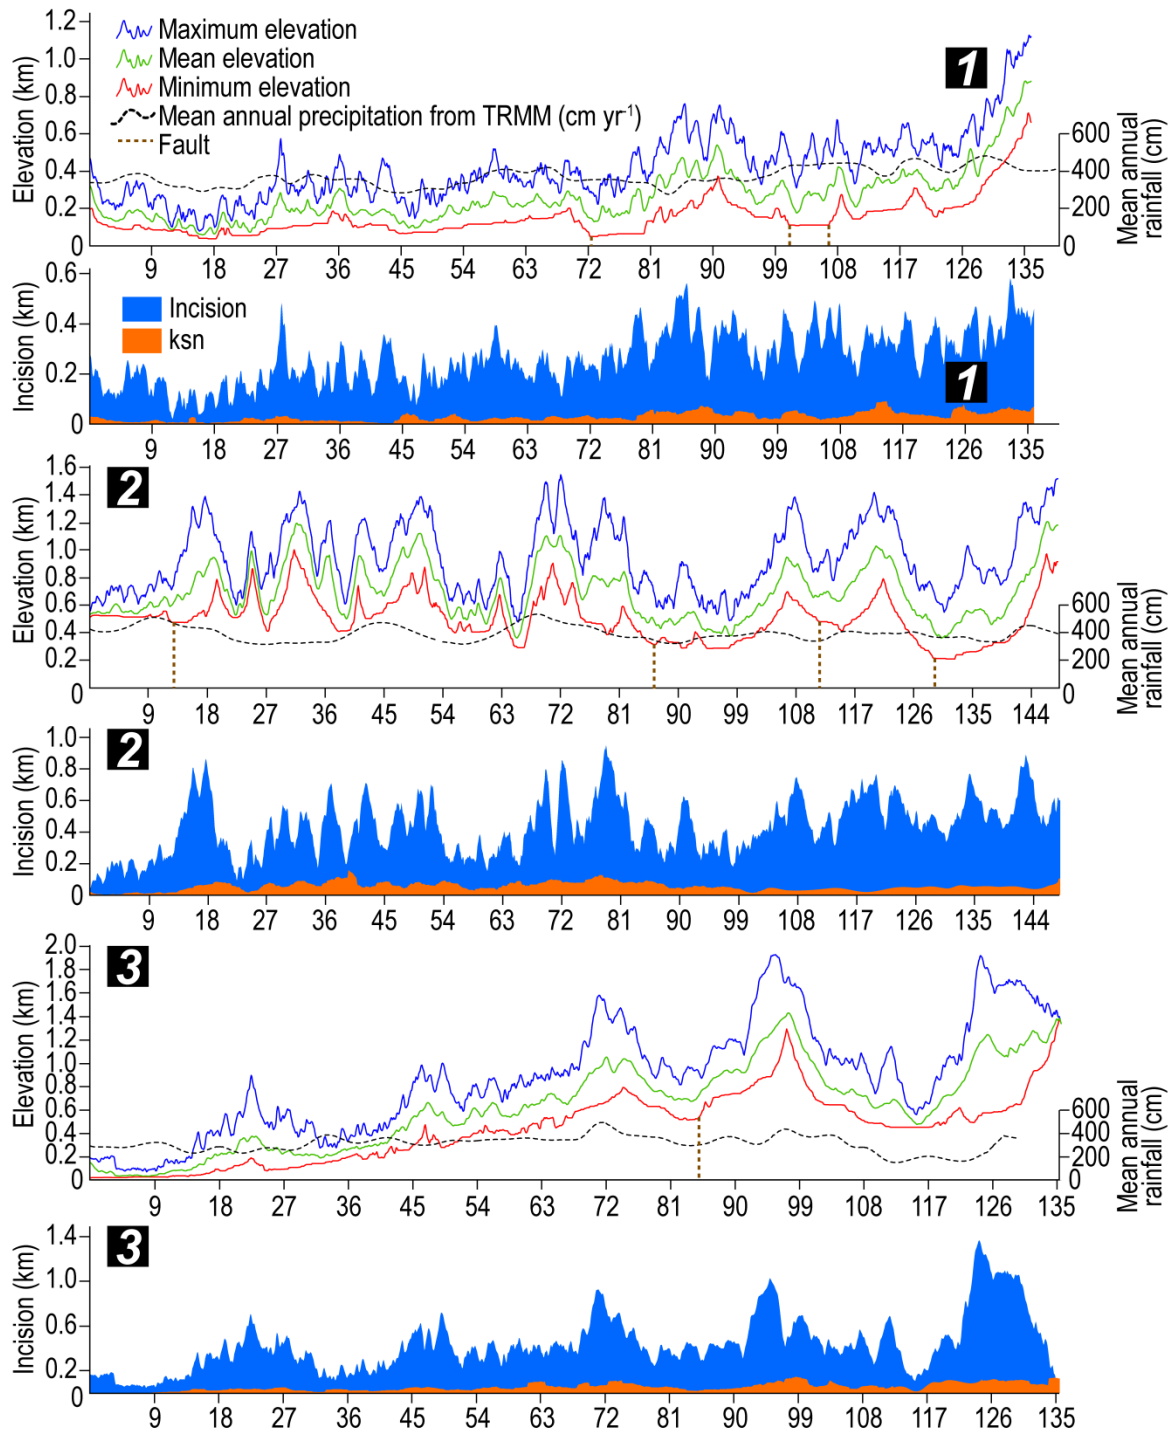 Maximum elevation
Mean elevation
Minimum elevation
Mean annual precipitation from TRMM (cm yr⁻¹)
Fault
1
Elevation (km)
1.2
1.0
0.8
0.6
0.4
0.2
0
600
400
200
0
Mean annual
rainfall (cm)
9 18 27 36 45 54 63 72 81 90 99 108 117 126 135
Incision (km)
0.6
0.4
0.2
0
Incision
ksn
1
9 18 27 36 45 54 63 72 81 90 99 108 117 126 135
2
Elevation (km)
1.6
1.4
1.2
1.0
0.8
0.6
0.4
0.2
0
600
400
200
0
Mean annual
rainfall (cm)
9 18 27 36 45 54 63 72 81 90 99 108 117 126 135 144
2
Incision (km)
1.0
0.8
0.6
0.4
0.2
0
9 18 27 36 45 54 63 72 81 90 99 108 117 126 135 144
3
Elevation (km)
2.0
1.8
1.6
1.4
1.2
1.0
0.8
0.6
0.4
0.2
0
600
400
200
0
Mean annual
rainfall (cm)
9 18 27 36 45 54 63 72 81 90 99 108 117 126 135
3
Incision (km)
1.4
1.0
0.6
0.2
0
9 18 27 36 45 54 63 72 81 90 99 108 117 126 135